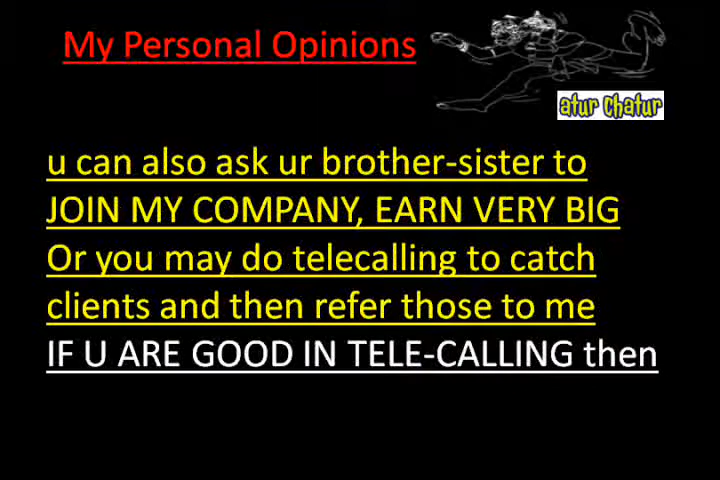 My Personal Opinions
atur chatur
u can also ask ur brother-sister to
JOIN MY COMPANY, EARN VERY BIG
Or you may do telecalling to catch
clients and then refer those to me
IF U ARE GOOD IN TELE-CALLING then